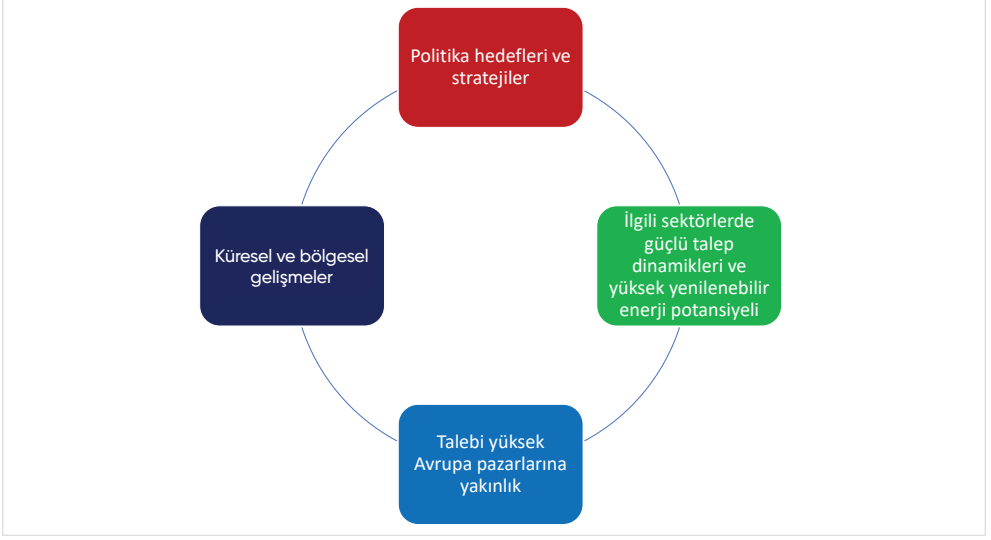 Politika hedefleri ve
stratejiler
İlgili sektörlerde
güçlü talep
dinamikleri ve
yüksek yenilenebilir
enerji potansiyeli
Talebi yüksek
Avrupa pazarlarına
yakınlık
Küresel ve bölgesel
gelişmeler